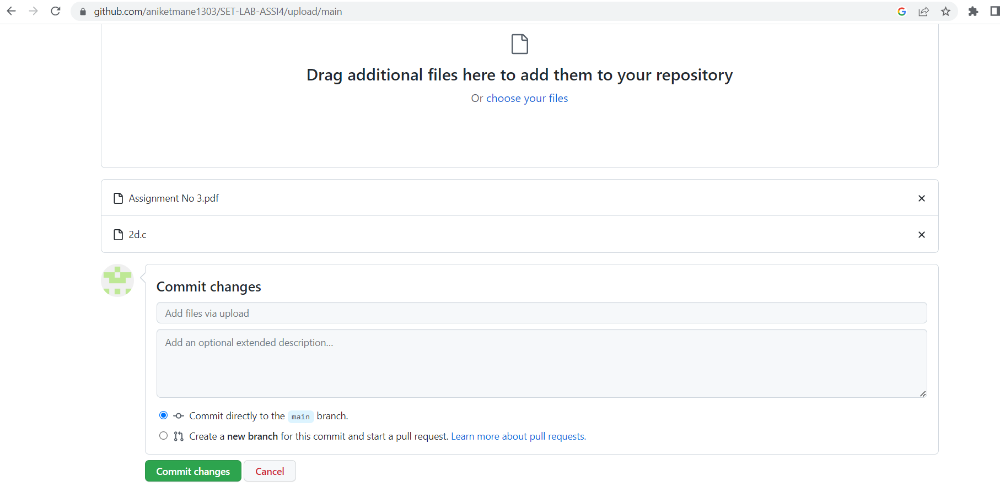 github.com/aniketmane1303/SET-LAB-ASSI4/upload/main
Drag additional files here to add them to your repository
Or choose your files
Assignment No 3.pdf
2d.c
Commit changes
Add files via upload
Add an optional extended description...
Commit directly to the main branch.
Create a new branch for this commit and start a pull request. Learn more about pull requests.
Commit changes Cancel